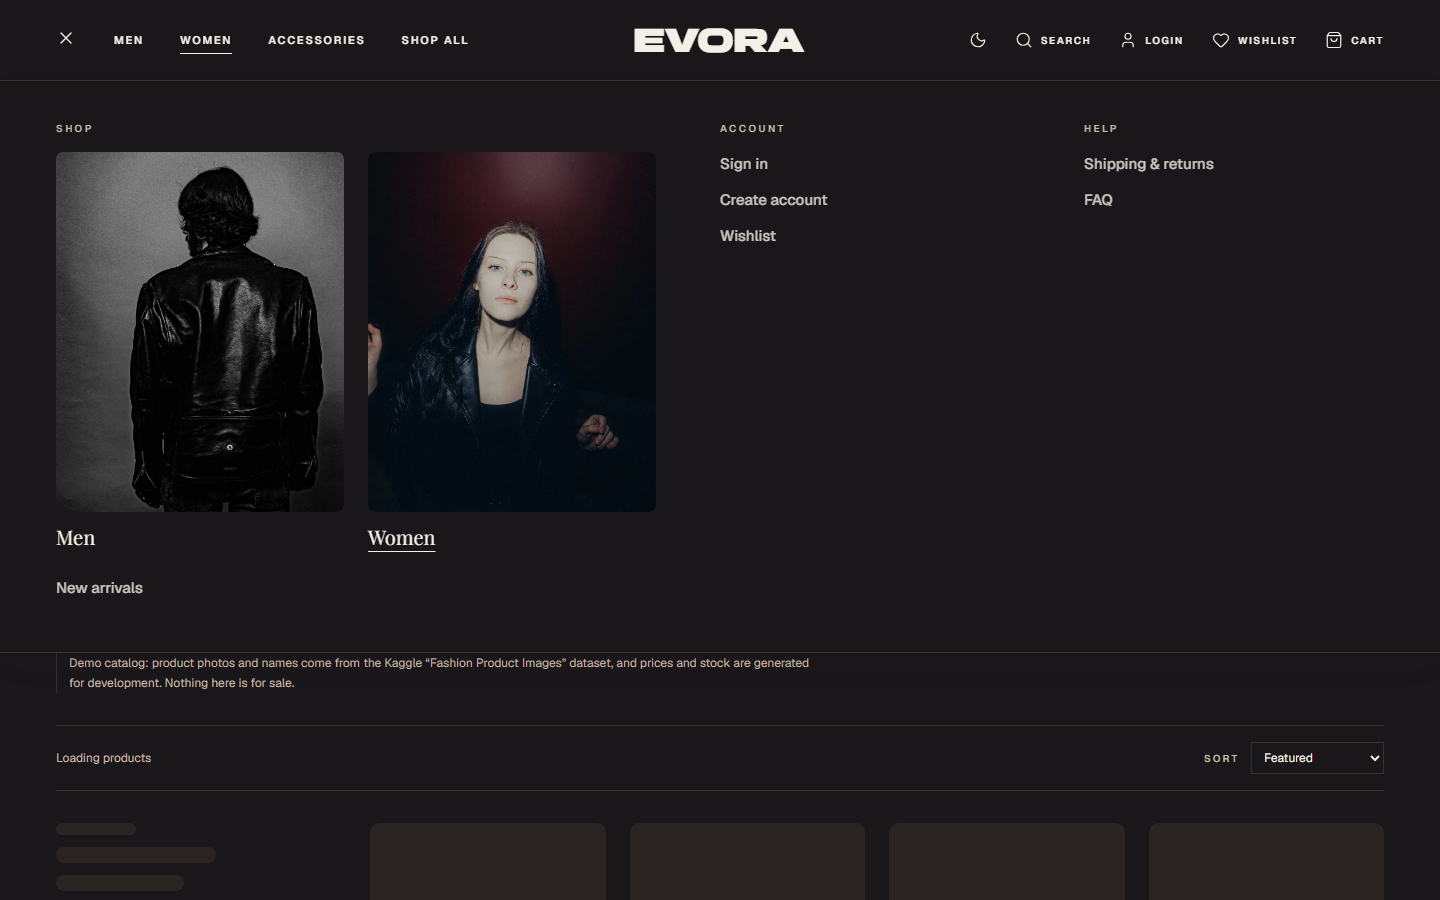 MEN
WOMEN
ACCESSORIES
SHOP ALL
EVORA
SEARCH
LOGIN
WISHLIST
CART
SHOP
Men
Women
New arrivals
ACCOUNT
Sign in
Create account
Wishlist
HELP
Shipping & returns
FAQ
Demo catalog: product photos and names come from the Kaggle “Fashion Product Images” dataset, and prices and stock are generated
for development. Nothing here is for sale.
Loading products
SORT
Featured